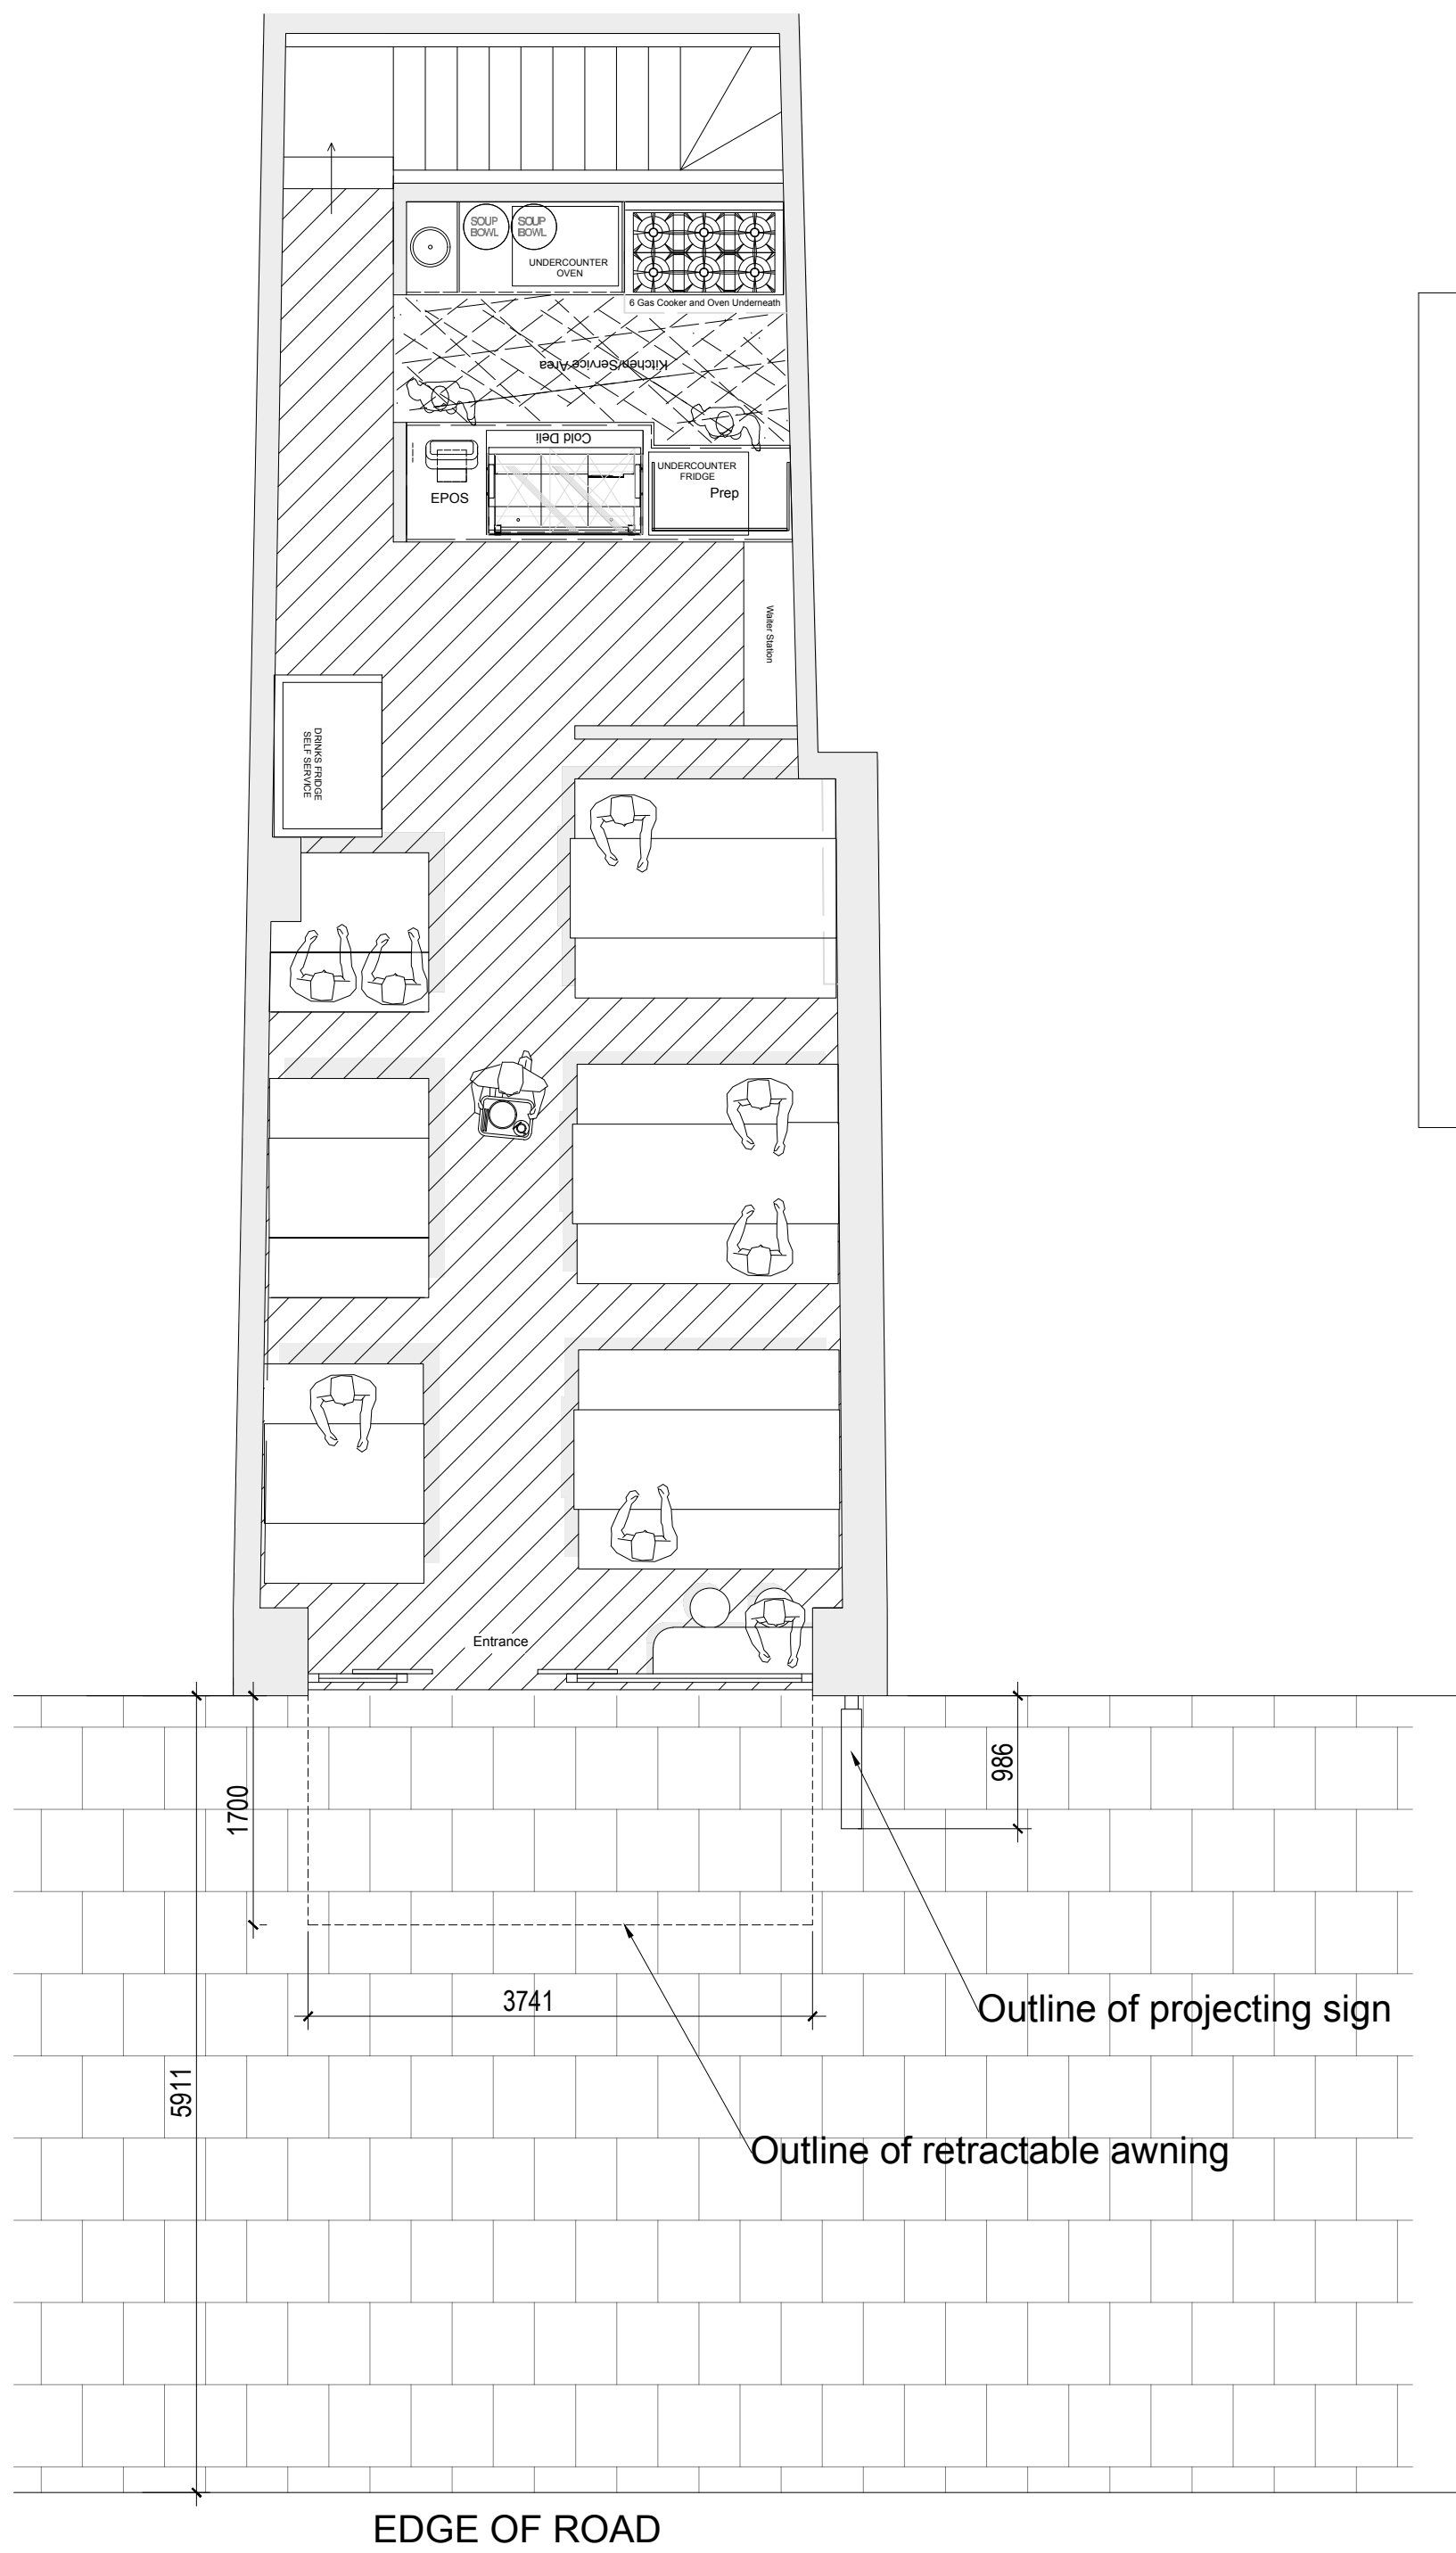 SOUP
BOWL
SOUP
BOWL
UNDERCOUNTER
OVEN
6 Gas Cooker and Oven Underneath
Kitchen/Service Area
Cold Deli
EPOS
UNDERCOUNTER
FRIDGE
Prep
Waiter Station
DRINKS FRIDGE
SELF SERVICE
Entrance
1700
986
3741
Outline of projecting sign
5911
Outline of retractable awning
EDGE OF ROAD